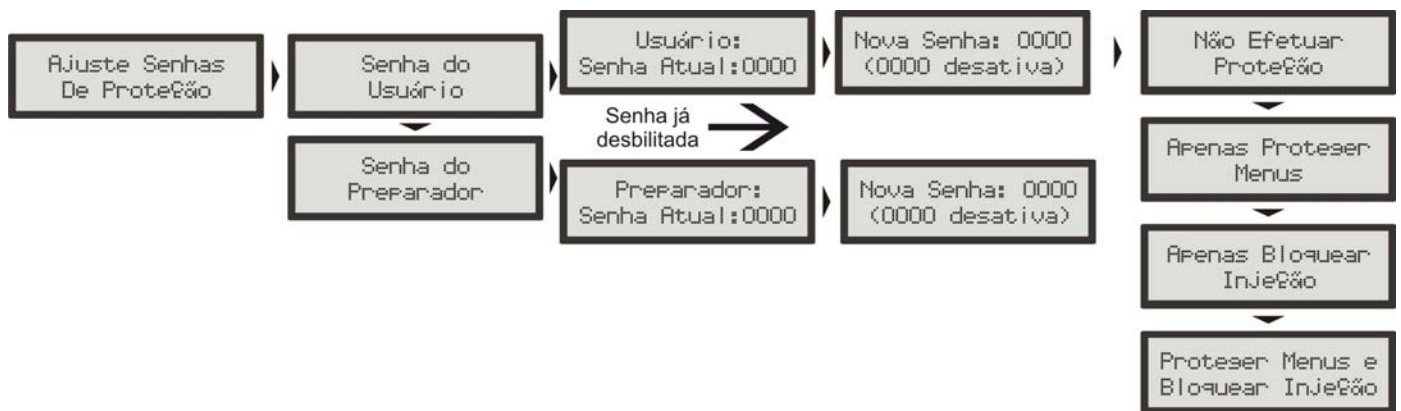 Ajuste Senhas
De Proteção
Senha do
Usuário
Usuário:
Senha Atual:0000
Nova Senha: 0000
(0000 desativa)
Não Efetuar
Proteção
Senha já
desbilitada
Apenas Proteger
Menus
Senha do
Preparador
Preparador:
Senha Atual:0000
Nova Senha: 0000
(0000 desativa)
Apenas Bloquear
Injeção
Proteger Menus e
Bloquear Injeção